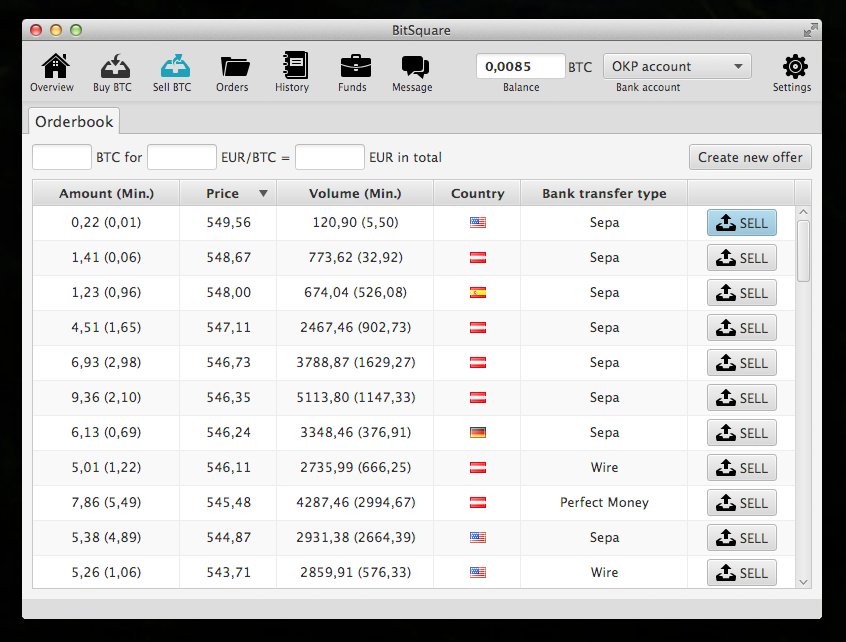 BitSquare
Overview Buy BTC Sell BTC Orders History Funds Message 0,0085 BTC Balance OKP account Bank account Settings
Orderbook
BTC for EUR/BTC = EUR in total Create new offer
Amount (Min.) Price Volume (Min.) Country Bank transfer type
0,22 (0,01) 549,56 120,90 (5,50) Sepa SELL
1,41 (0,06) 548,67 773,62 (32,92) Sepa SELL
1,23 (0,96) 548,00 674,04 (526,08) Sepa SELL
4,51 (1,65) 547,11 2467,46 (902,73) Sepa SELL
6,93 (2,98) 546,73 3788,87 (1629,27) Sepa SELL
9,36 (2,10) 546,35 5113,80 (1147,33) Sepa SELL
6,13 (0,69) 546,24 3348,46 (376,91) Sepa SELL
5,01 (1,22) 546,11 2735,99 (666,25) Wire SELL
7,86 (5,49) 545,48 4287,46 (2994,67) Perfect Money SELL
5,38 (4,89) 544,87 2931,38 (2664,39) Sepa SELL
5,26 (1,06) 543,71 2859,91 (576,33) Wire SELL